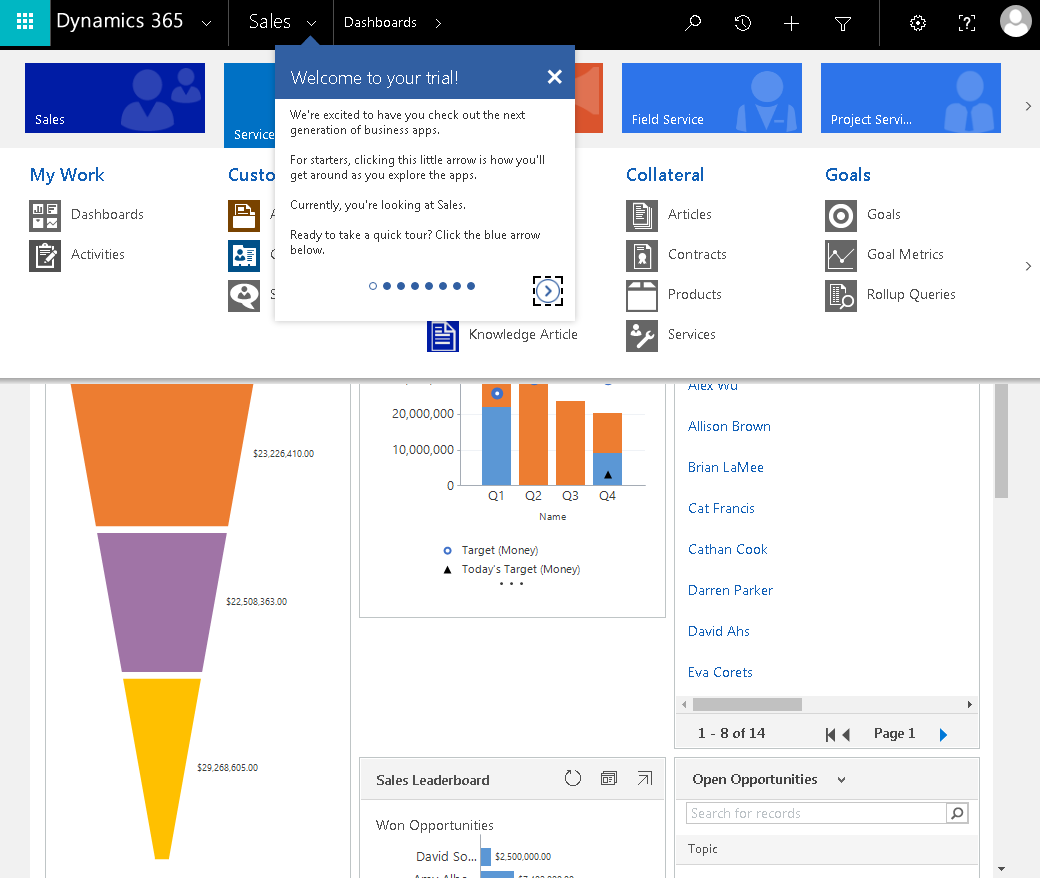 Dynamics 365
Sales
Dashboards
Welcome to your trial!
We're excited to have you check out the next
generation of business apps.
For starters, clicking this little arrow is how you'll
get around as you explore the apps.
Currently, you're looking at Sales.
Ready to take a quick tour? Click the blue arrow
below.
Sales
Service
Field Service
Project Servi...
My Work
Dashboards
Activities
Custo
Knowledge Article
Collateral
Articles
Contracts
Products
Services
Goals
Goals
Goal Metrics
Rollup Queries
$23,226,410.00
$22,508,363.00
$29,268,605.00
20,000,000
10,000,000
0
Q1 Q2 Q3 Q4
Name
Target (Money)
Today's Target (Money)
Alex Wu
Allison Brown
Brian LaMee
Cat Francis
Cathan Cook
Darren Parker
David Ahs
Eva Corets
1 - 8 of 14
Page 1
Sales Leaderboard
Won Opportunities
David So...
$2,500,000.00
Open Opportunities
Search for records
Topic